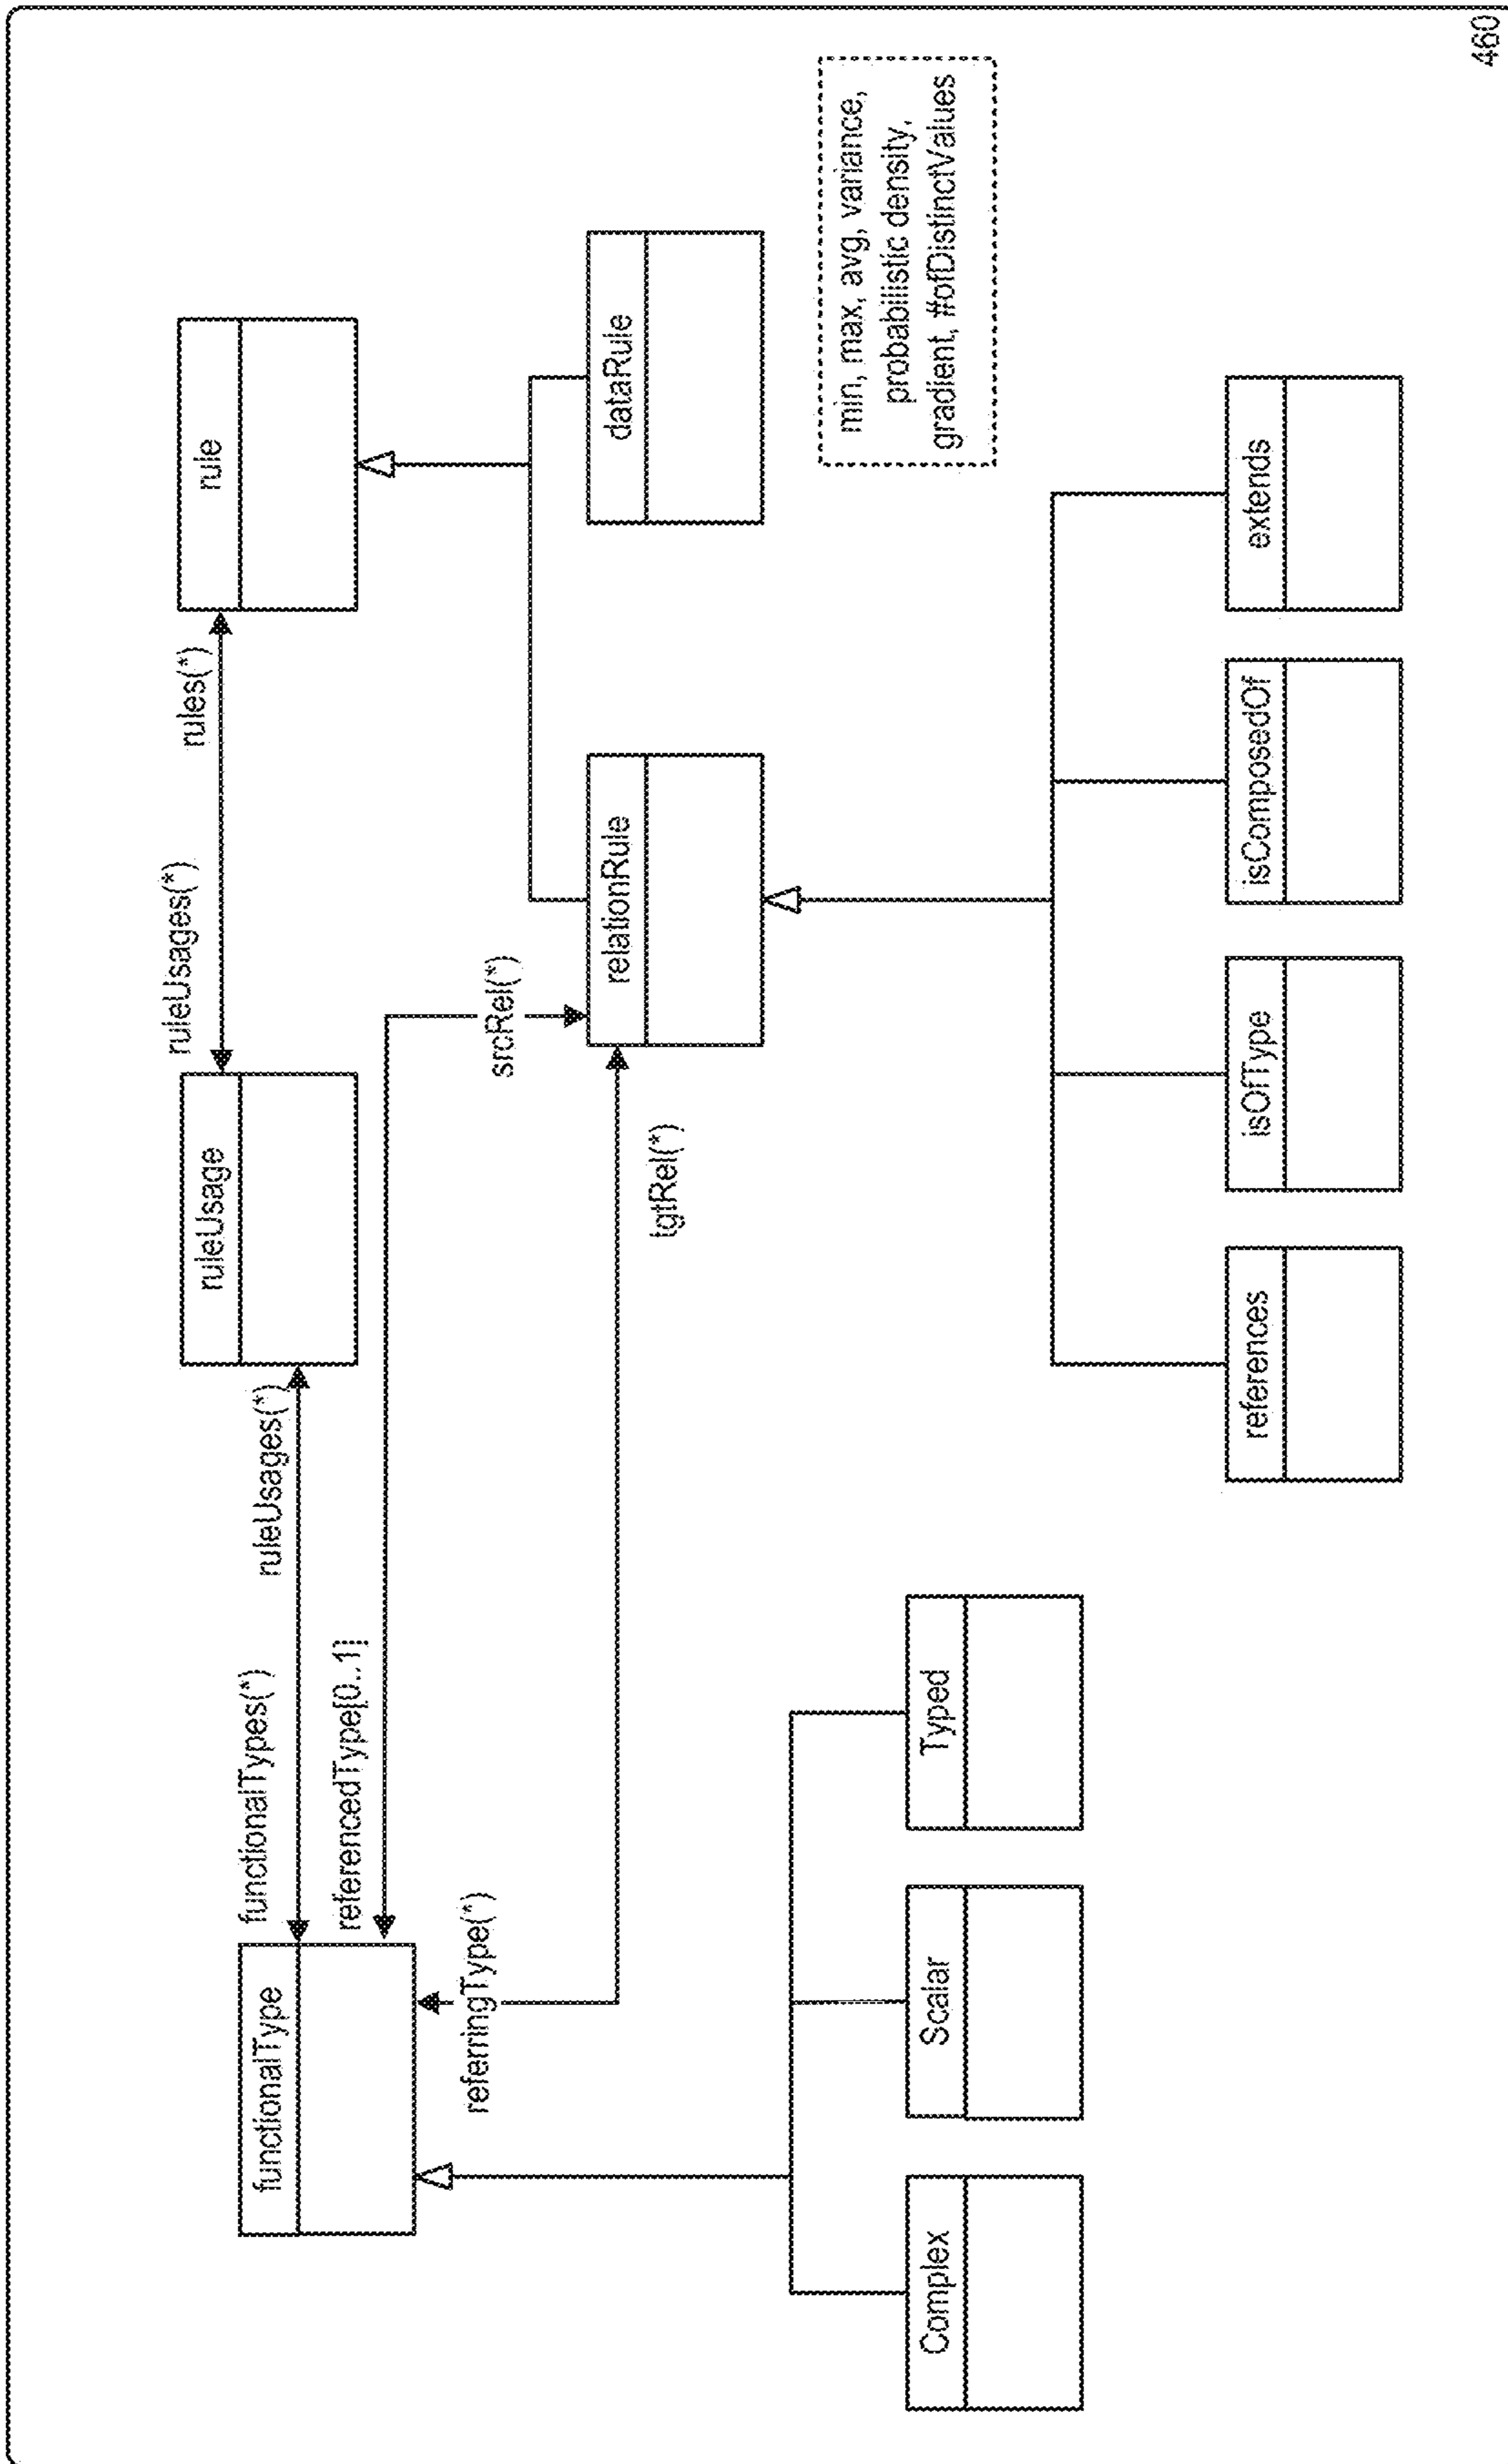 functionalType
ruleUsage
rule
functionalTypes(*)
ruleUsages(*)
ruleUsages(*)
rules(*)
referencedType[0..1]
referringType(*)
srcRel(*)
tgtRel(*)
relationRule
dataRule
min, max, avg, variance,
probabilistic density,
gradient, #ofDistinctValues
Complex
Scalar
Typed
references
isOfType
isComposedOf
extends
460